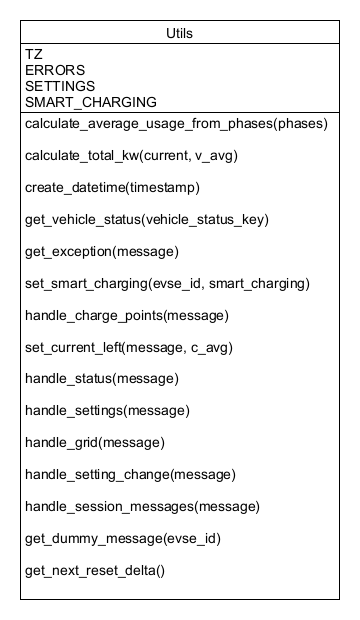 Utils
TZ
ERRORS
SETTINGS
SMART_CHARGING
calculate_average_usage_from_phases(phases)
calculate_total_kw(current, v_avg)
create_datetime(timestamp)
get_vehicle_status(vehicle_status_key)
get_exception(message)
set_smart_charging(evse_id, smart_charging)
handle_charge_points(message)
set_current_left(message, c_avg)
handle_status(message)
handle_settings(message)
handle_grid(message)
handle_setting_change(message)
handle_session_messages(message)
get_dummy_message(evse_id)
get_next_reset_delta()